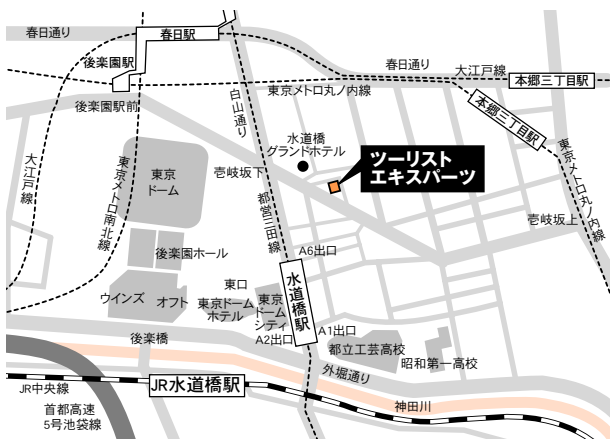 春日通り
春日駅
後楽園駅
春日通り
大江戸線
本郷三丁目駅
後楽園駅前
白山通り
東京メトロ丸ノ内線
本郷三丁目駅
水道橋
グランドホテル
ツーリスト
エキスパーツ
大江戸線
東京メトロ南北線
東京
ドーム
壱岐坂下
都営三田線
東京メトロ丸ノ内線
壱岐坂上
後楽園ホール
A6出口
東口
水道橋駅
ウインズ
オフト
東京ドーム
ホテル
東京
ドーム
シティ
A1出口
A2出口
後楽橋
都立工芸高校
昭和第一高校
外堀通り
JR中央線
JR水道橋駅
神田川
首都高速
5号池袋線